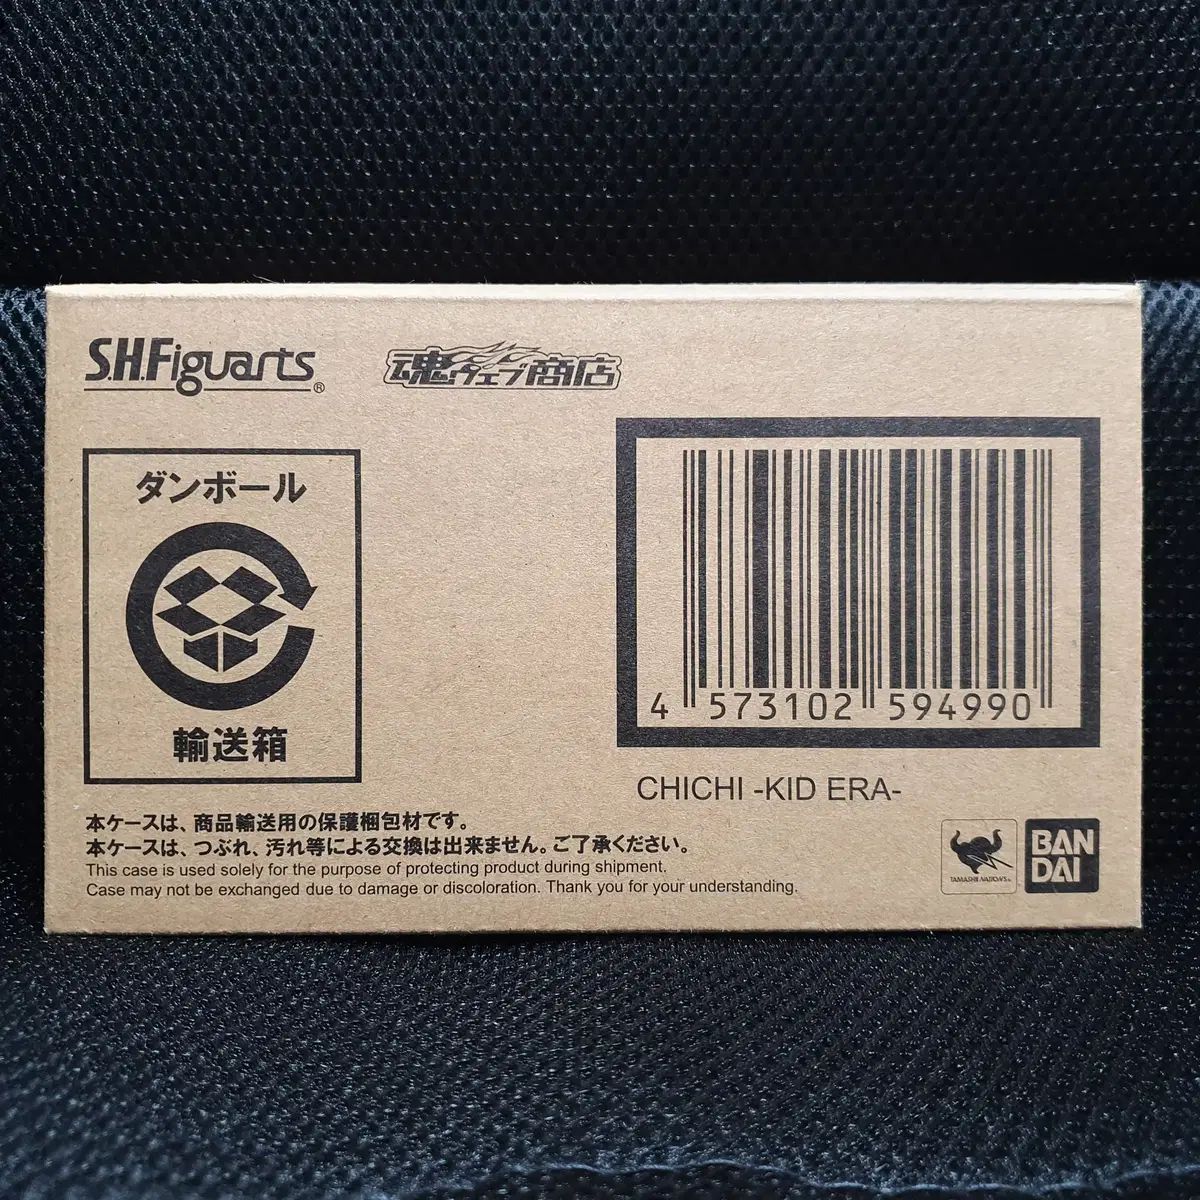 S.H.Figuarts®
魂ウェブ商店
ダンボール
輸送箱
4 573102 594990
CHICHI -KID ERA-
本ケースは、商品輸送用の保護梱包材です。
本ケースは、つぶれ、汚れ等による交換は出来ません。ご了承ください。
This case is used solely for the purpose of protecting product during shipment.
Case may not be exchanged due to damage or discoloration. Thank you for your understanding.
TAMASHII NATIONS
BAN
DAI